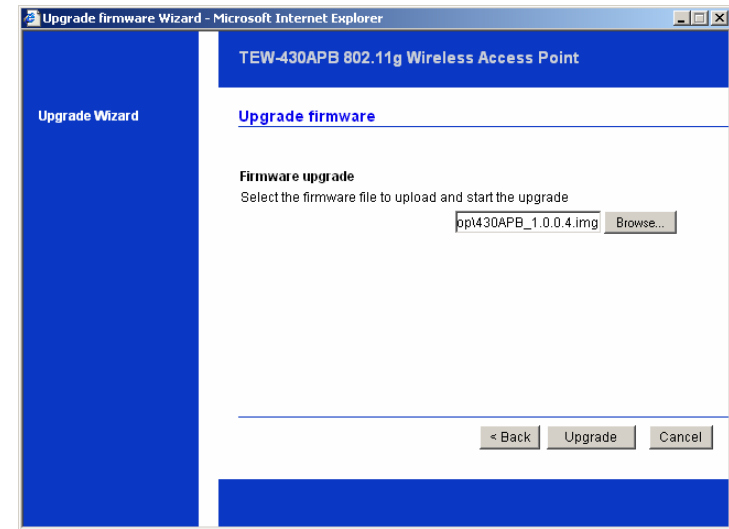 Upgrade firmware Wizard - Microsoft Internet Explorer
TEW-430APB 802.11g Wireless Access Point
Upgrade Wizard
Upgrade firmware
Firmware upgrade
Select the firmware file to upload and start the upgrade
op\430APB_1.0.0.4.img Browse...
< Back Upgrade Cancel